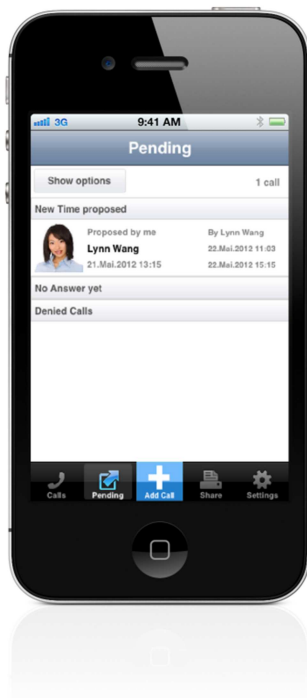 3G 9:41 AM
Pending
Show options 1 call
New Time proposed
Proposed by me By Lynn Wang
Lynn Wang 22.Mai.2012 11:03
21.Mai.2012 13:15 22.Mai.2012 15:15
No Answer yet
Denied Calls
Calls Pending Add Call Share Settings